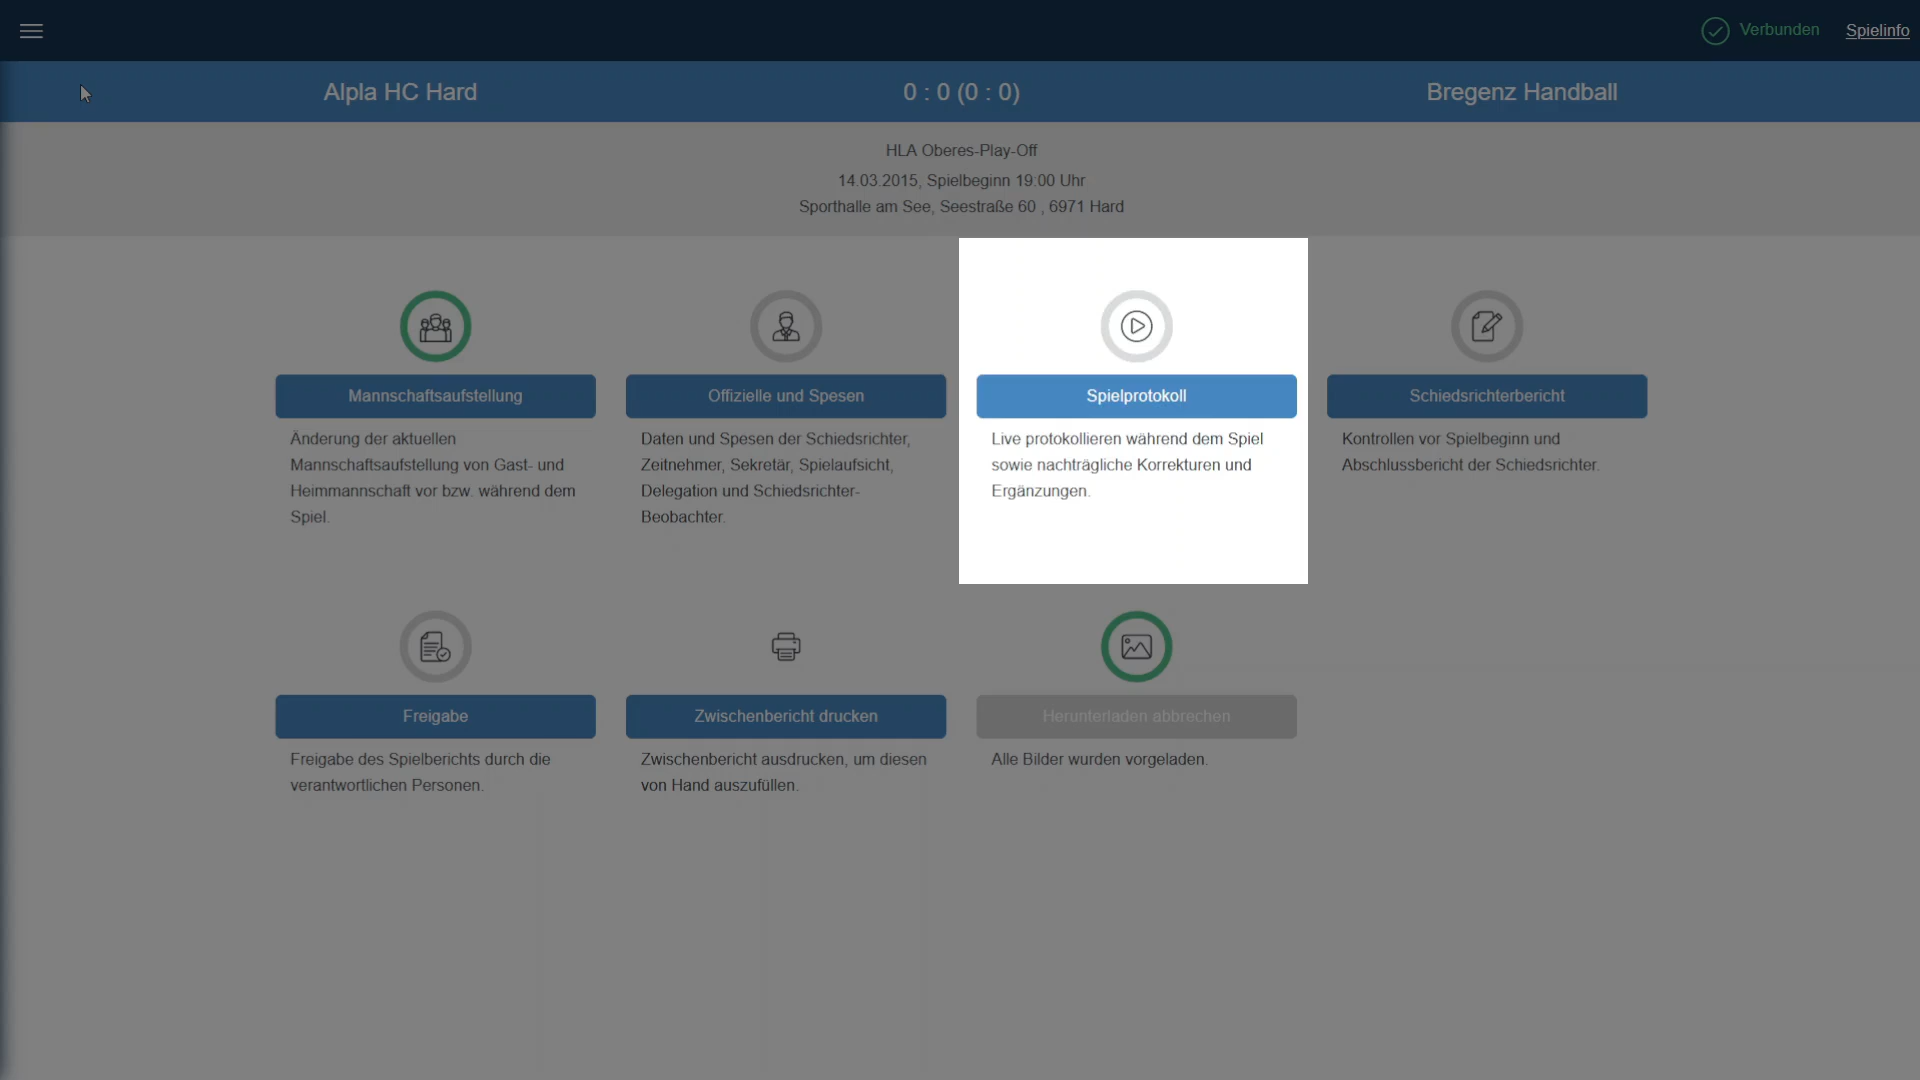 Verbunden Spielinfo
Alpla HC Hard 0 : 0 (0 : 0) Bregenz Handball
HLA Oberes-Play-Off
14.03.2015, Spielbeginn 19:00 Uhr
Sporthalle am See, Seestraße 60 , 6971 Hard
Mannschaftsaufstellung
Änderung der aktuellen
Mannschaftsaufstellung von Gast- und
Heimmannschaft vor bzw. während dem
Spiel.
Offizielle und Spesen
Daten und Spesen der Schiedsrichter,
Zeitnehmer, Sekretär, Spielaufsicht,
Delegation und Schiedsrichter-
Beobachter.
Spielprotokoll
Live protokollieren während dem Spiel
sowie nachträgliche Korrekturen und
Ergänzungen.
Schiedsrichterbericht
Kontrollen vor Spielbeginn und
Abschlussbericht der Schiedsrichter.
Freigabe
Freigabe des Spielberichts durch die
verantwortlichen Personen.
Zwischenbericht drucken
Zwischenbericht ausdrucken, um diesen
von Hand auszufüllen.
Herunterladen abbrechen
Alle Bilder wurden vorgeladen.